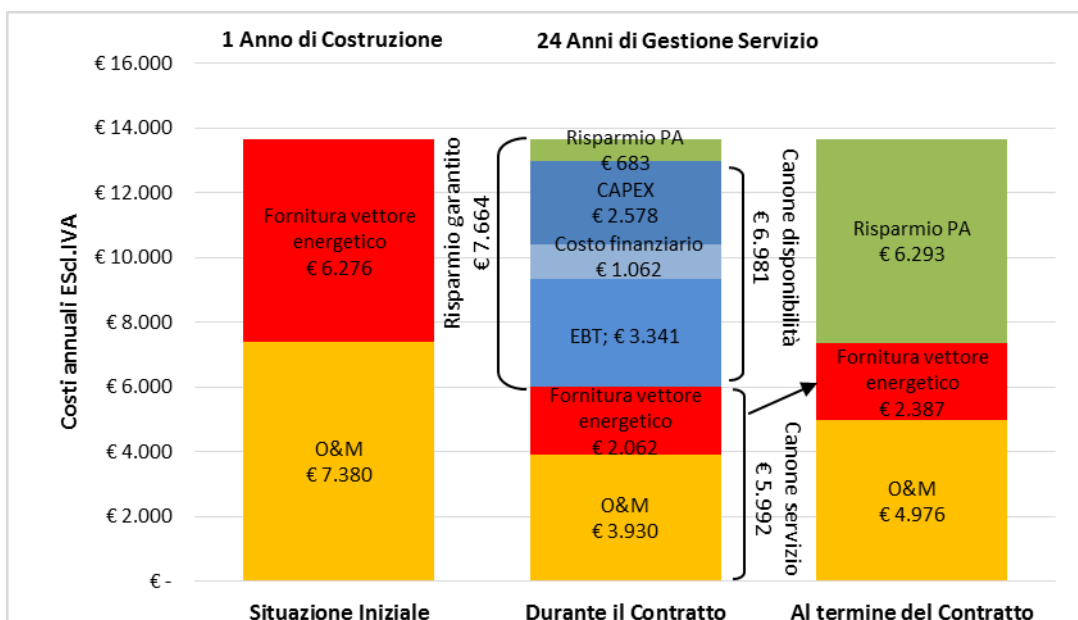 1 Anno di Costruzione
24 Anni di Gestione Servizio
Costi annuali EScl.IVA
€ 16.000
€ 14.000
€ 12.000
€ 10.000
€ 8.000
€ 6.000
€ 4.000
€ 2.000
€ -
Fornitura vettore
energetico
€ 6.276
O&M
€ 7.380
Risparmio garantito
€ 7.664
Risparmio PA
€ 683
CAPEX
€ 2.578
Costo finanziario
€ 1.062
EBT; € 3.341
Fornitura vettore
energetico
€ 2.062
O&M
€ 3.930
Canone disponibilità
€ 6.981
Canone servizio
€ 5.992
Risparmio PA
€ 6.293
Fornitura vettore
energetico
€ 2.387
O&M
€ 4.976
Situazione Iniziale
Durante il Contratto
Al termine del Contratto